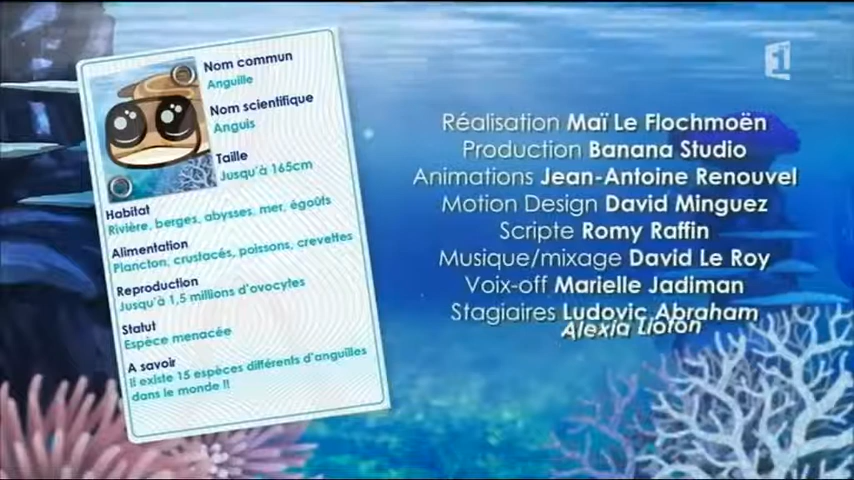 Nom commun
Anguille
Nom scientifique
Anguis
Taille
Jusqu'à 165cm
Habitat
Rivière, berges, abysses, mer, égoûts
Alimentation
Plancton, crustacés, poissons, crevettes
Reproduction
Jusqu'à 1,5 millions d'ovocytes
Statut
Espèce menacée
A savoir
Il existe 15 espèces différents d'anguilles
dans le monde !!
1
Réalisation Maï Le Flochmoën
Production Banana Studio
Animations Jean-Antoine Renouvel
Motion Design David Minguez
Scripte Romy Raffin
Musique/mixage David Le Roy
Voix-off Marielle Jadiman
Stagiaires Ludovic Abraham
Alexia Lioton